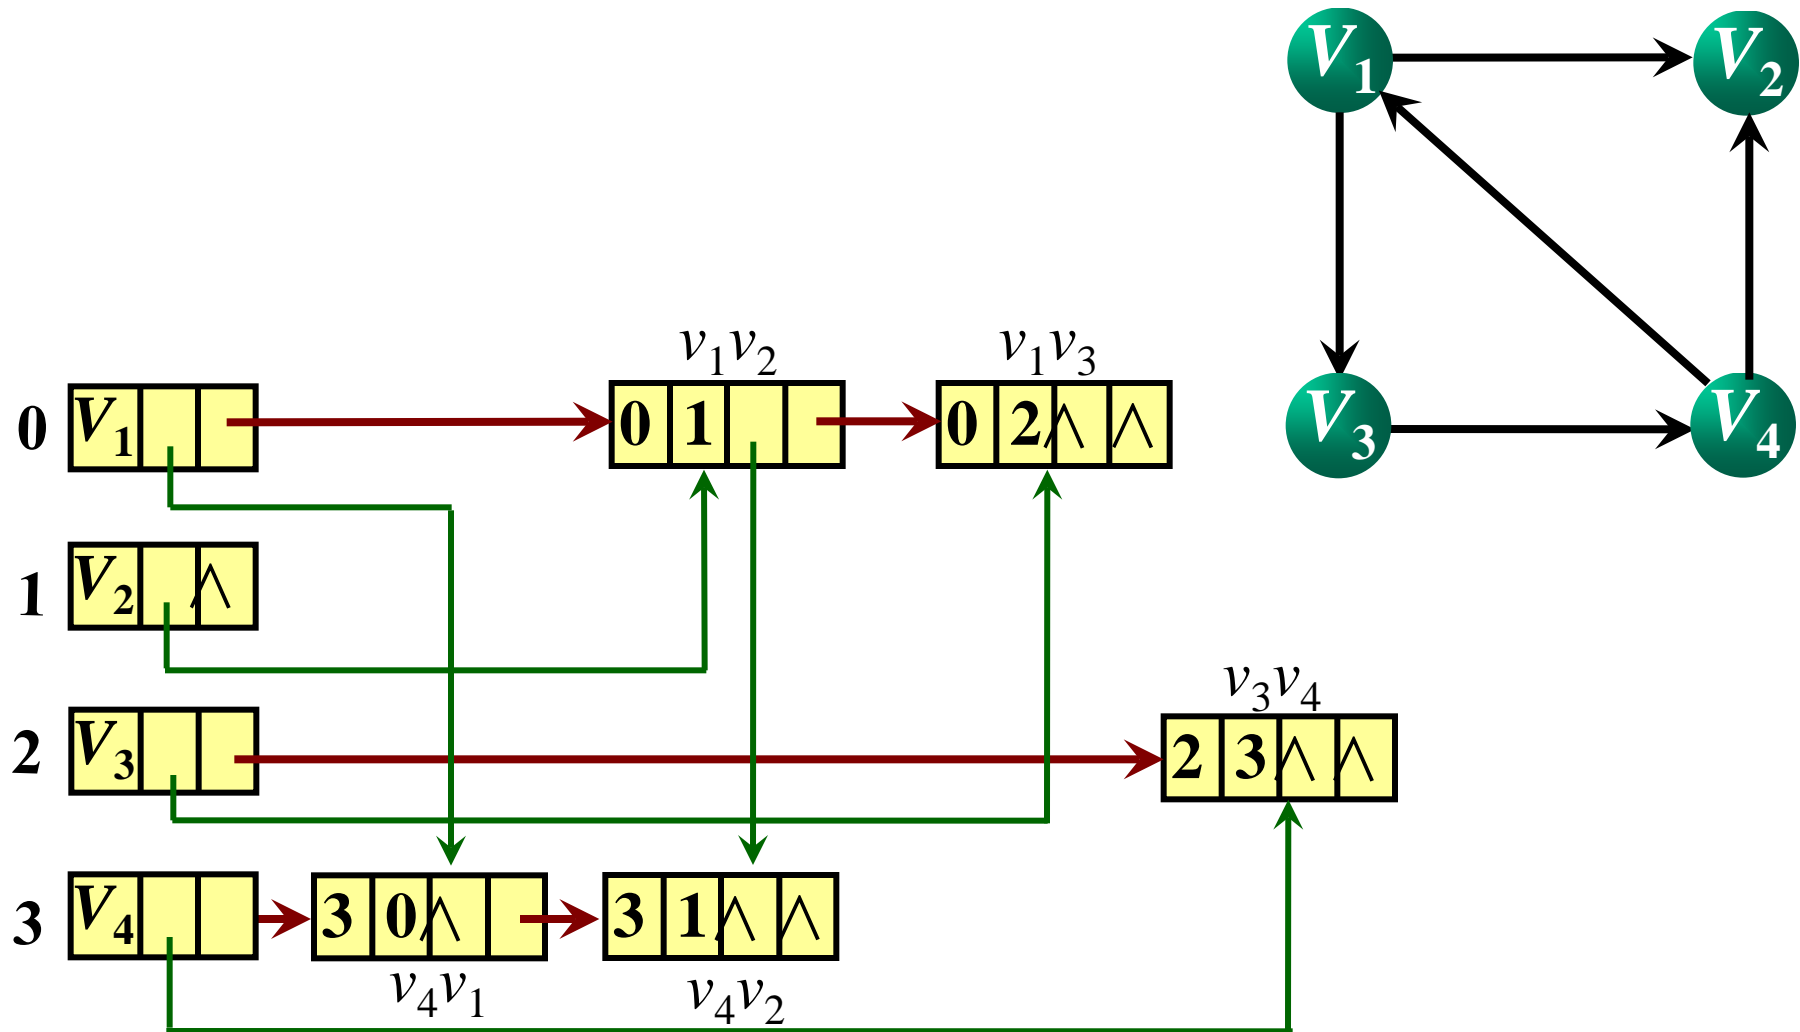 V1 V2
V3 V4
v1v2 v1v3
0 V1 0 1 0 2 ∧ ∧
1 V2 ∧
v3v4
2 V3 2 3 ∧ ∧
3 V4 3 0 ∧ 3 1 ∧ ∧
v4v1 v4v2